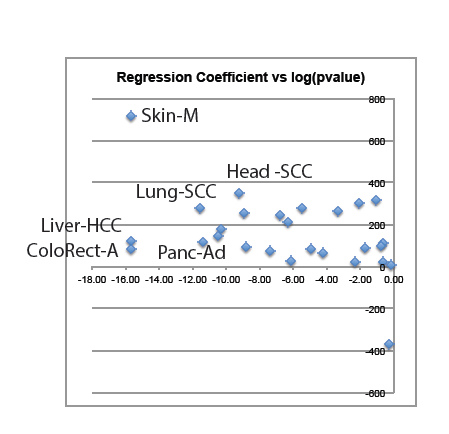 Regression Coefficient vs log(pvalue)
800
Skin-M
600
400
Head -SCC
Lung-SCC
200
Liver-HCC
ColoRect-A
Panc-Ad
0
-18.00 -16.00 -14.00 -12.00 -10.00 -8.00 -6.00 -4.00 -2.00 0.00
-200
-400
-600